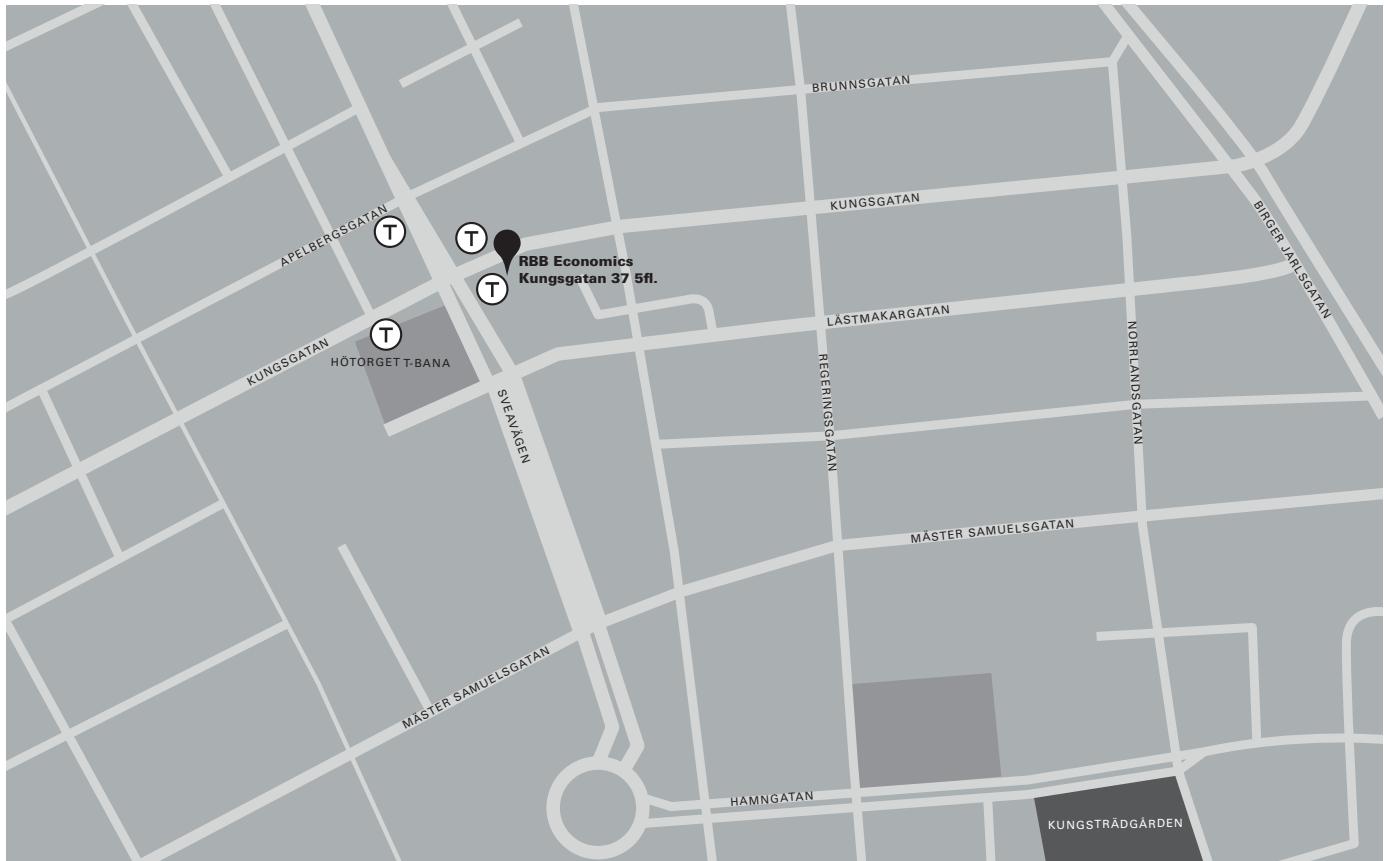 BRUNNSGATAN
KUNGSGATAN
APELBERGSGATAN
BIRGER JARLSGATAN
T
T
RBB Economics
Kungsgatan 37 5fl.
T
T
HÖTORGET T-BANA
KUNGSGATAN
LÄSTMAKARGATAN
NORRLANDSGATAN
REGERINGSGATAN
SVEAVÄGEN
MÄSTER SAMUELSGATAN
MÄSTER SAMUELSGATAN
HAMNGATAN
KUNGSTRÄDGÅRDEN